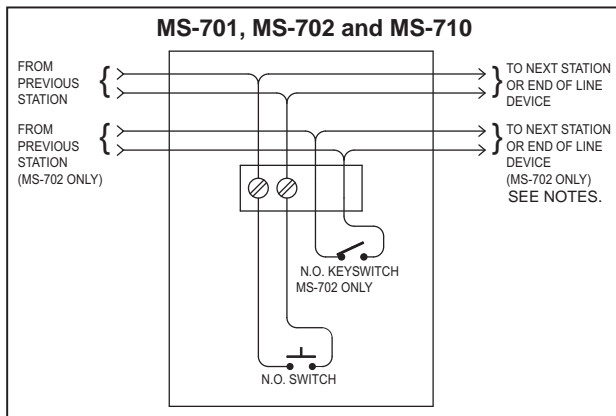 MS-701, MS-702 and MS-710
FROM
PREVIOUS
STATION
{
}
TO NEXT STATION
OR END OF LINE
DEVICE
FROM
PREVIOUS
STATION
(MS-702 ONLY)
{
}
TO NEXT STATION
OR END OF LINE
DEVICE
(MS-702 ONLY)
SEE NOTES.
N.O. KEYSWITCH
MS-702 ONLY
N.O. SWITCH